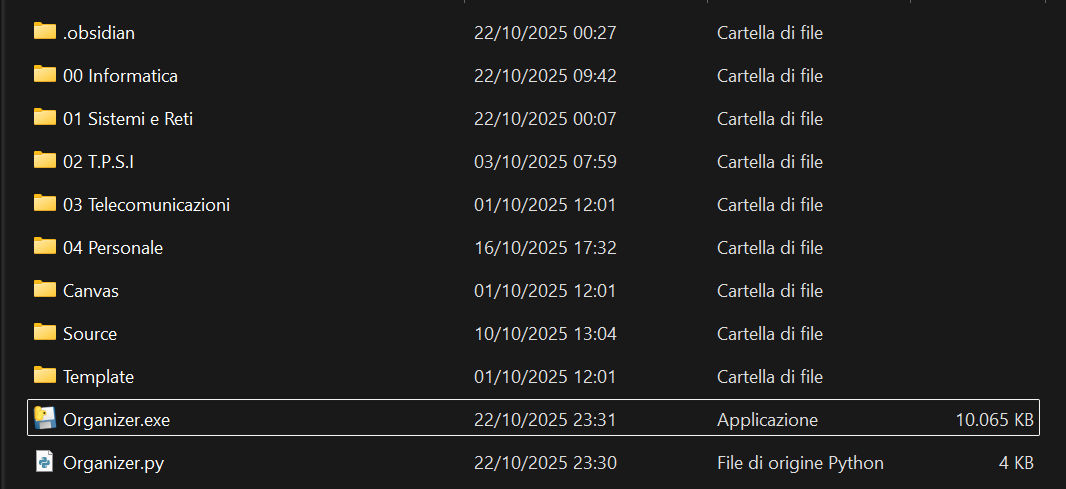 .obsidian 22/10/2025 00:27 Cartella di file
00 Informatica 22/10/2025 09:42 Cartella di file
01 Sistemi e Reti 22/10/2025 00:07 Cartella di file
02 T.P.S.I 03/10/2025 07:59 Cartella di file
03 Telecomunicazioni 01/10/2025 12:01 Cartella di file
04 Personale 16/10/2025 17:32 Cartella di file
Canvas 01/10/2025 12:01 Cartella di file
Source 10/10/2025 13:04 Cartella di file
Template 01/10/2025 12:01 Cartella di file
Organizer.exe 22/10/2025 23:31 Applicazione 10.065 KB
Organizer.py 22/10/2025 23:30 File di origine Python 4 KB